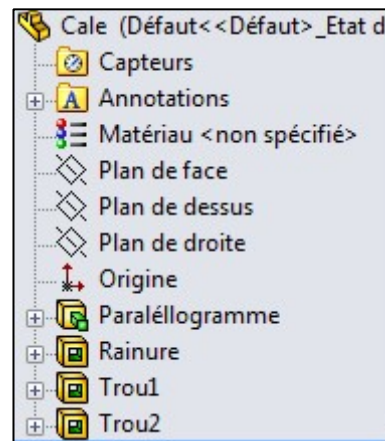 Cale (Défaut<<Défaut>_Etat d
Capteurs
Annotations
Matériau <non spécifié>
Plan de face
Plan de dessus
Plan de droite
Origine
Paraléllogramme
Rainure
Trou1
Trou2